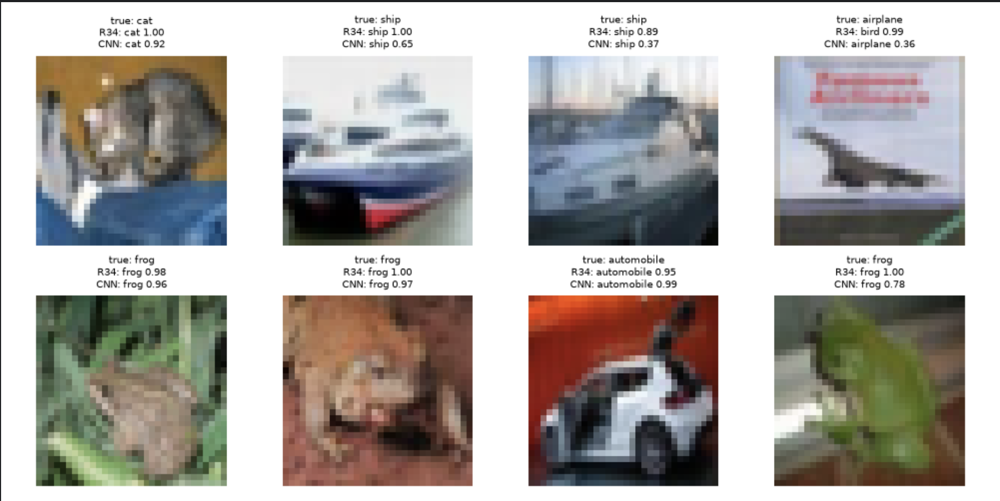 true: cat
R34: cat 1.00
CNN: cat 0.92
true: ship
R34: ship 1.00
CNN: ship 0.65
true: ship
R34: ship 0.89
CNN: ship 0.37
true: airplane
R34: bird 0.99
CNN: airplane 0.36
true: frog
R34: frog 0.98
CNN: frog 0.96
true: frog
R34: frog 1.00
CNN: frog 0.97
true: automobile
R34: automobile 0.95
CNN: automobile 0.99
true: frog
R34: frog 1.00
CNN: frog 0.78